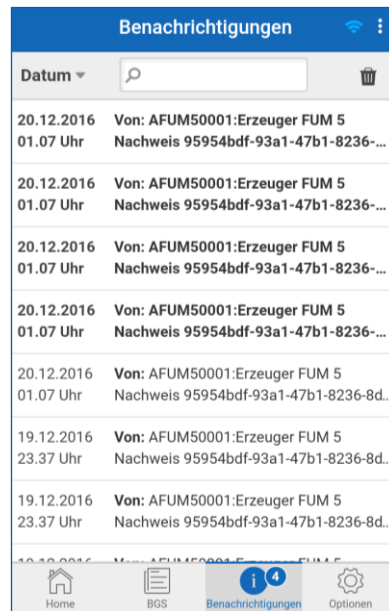 Benachrichtigungen
Datum
20.12.2016 Von: AFUM50001:Erzeuger FUM 5
01.07 Uhr Nachweis 95954bdf-93a1-47b1-8236-...
20.12.2016 Von: AFUM50001:Erzeuger FUM 5
01.07 Uhr Nachweis 95954bdf-93a1-47b1-8236-...
20.12.2016 Von: AFUM50001:Erzeuger FUM 5
01.07 Uhr Nachweis 95954bdf-93a1-47b1-8236-...
20.12.2016 Von: AFUM50001:Erzeuger FUM 5
01.07 Uhr Nachweis 95954bdf-93a1-47b1-8236-...
20.12.2016 Von: AFUM50001:Erzeuger FUM 5
01.07 Uhr Nachweis 95954bdf-93a1-47b1-8236-8d..
19.12.2016 Von: AFUM50001:Erzeuger FUM 5
23.37 Uhr Nachweis 95954bdf-93a1-47b1-8236-8d..
19.12.2016 Von: AFUM50001:Erzeuger FUM 5
23.37 Uhr Nachweis 95954bdf-93a1-47b1-8236-8d..
i 4
Home BGS Benachrichtigungen Optionen